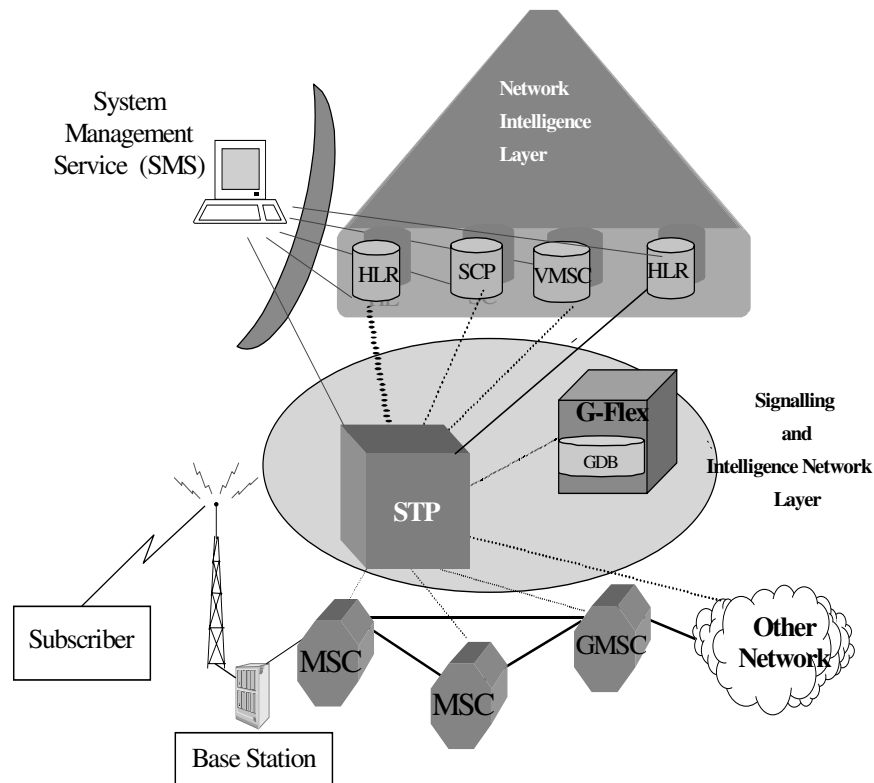 System
Management
Service (SMS)
Network
Intelligence
Layer
HLR
SCP
VMSC
HLR
G-Flex
GDB
Signalling
and
Intelligence Network
Layer
STP
Subscriber
MSC
MSC
GMSC
Other
Network
Base Station